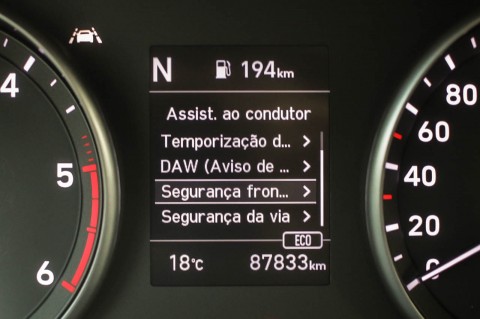 N 194km
Assist. ao condutor
Temporização d... >
DAW (Aviso de ... >
Segurança fron... >
Segurança da via >
ECO
18°C 87833km
4
5
6
80
60
40
20
0